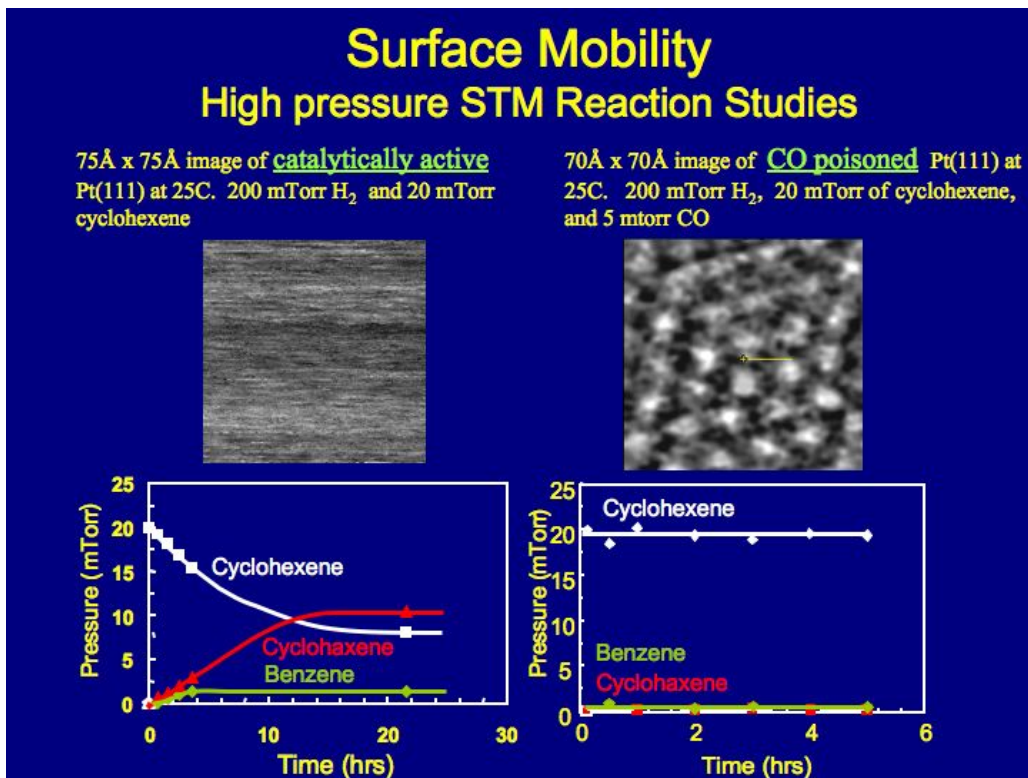 Surface Mobility
High pressure STM Reaction Studies
75Å x 75Å image of catalytically active
Pt(111) at 25C. 200 mTorr H₂ and 20 mTorr
cyclohexene
70Å x 70Å image of CO poisoned Pt(111) at
25C. 200 mTorr H₂, 20 mTorr of cyclohexene,
and 5 mtorr CO
Pressure (mTorr)
25
20
15
10
5
0
Cyclohexene
Cyclohaxene
Benzene
0
10
20
30
Time (hrs)
Pressure (mTorr)
25
20
15
10
5
0
Cyclohexene
Benzene
Cyclohaxene
0
2
4
6
Time (hrs)